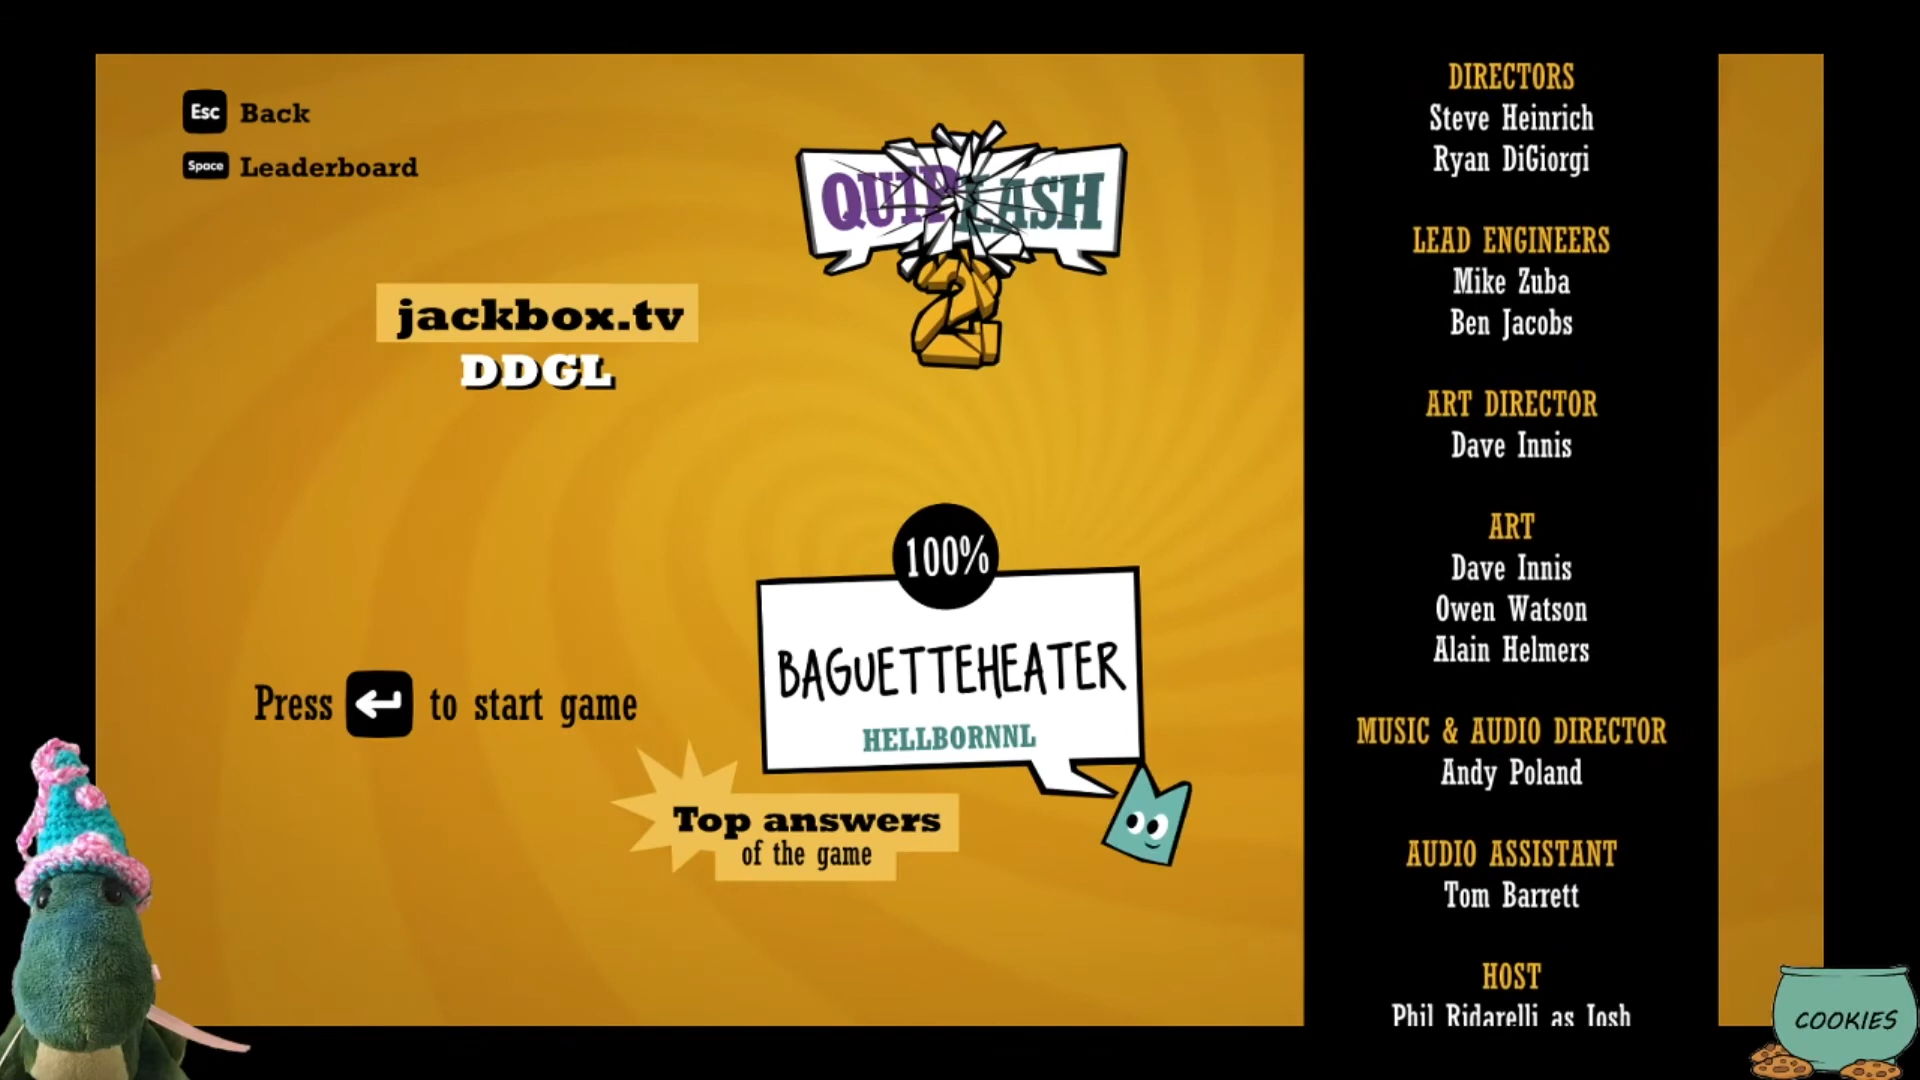 Esc Back
Space Leaderboard
QUIPLASH
2
jackbox.tv
DDGL
100%
BAGUETTEHEATER
HELLBORNNL
Press to start game
Top answers
of the game
DIRECTORS
Steve Heinrich
Ryan DiGiorgi
LEAD ENGINEERS
Mike Zuba
Ben Jacobs
ART DIRECTOR
Dave Innis
ART
Dave Innis
Owen Watson
Alain Helmers
MUSIC & AUDIO DIRECTOR
Andy Poland
AUDIO ASSISTANT
Tom Barrett
HOST
Phil Ridarelli as Josh
COOKIES